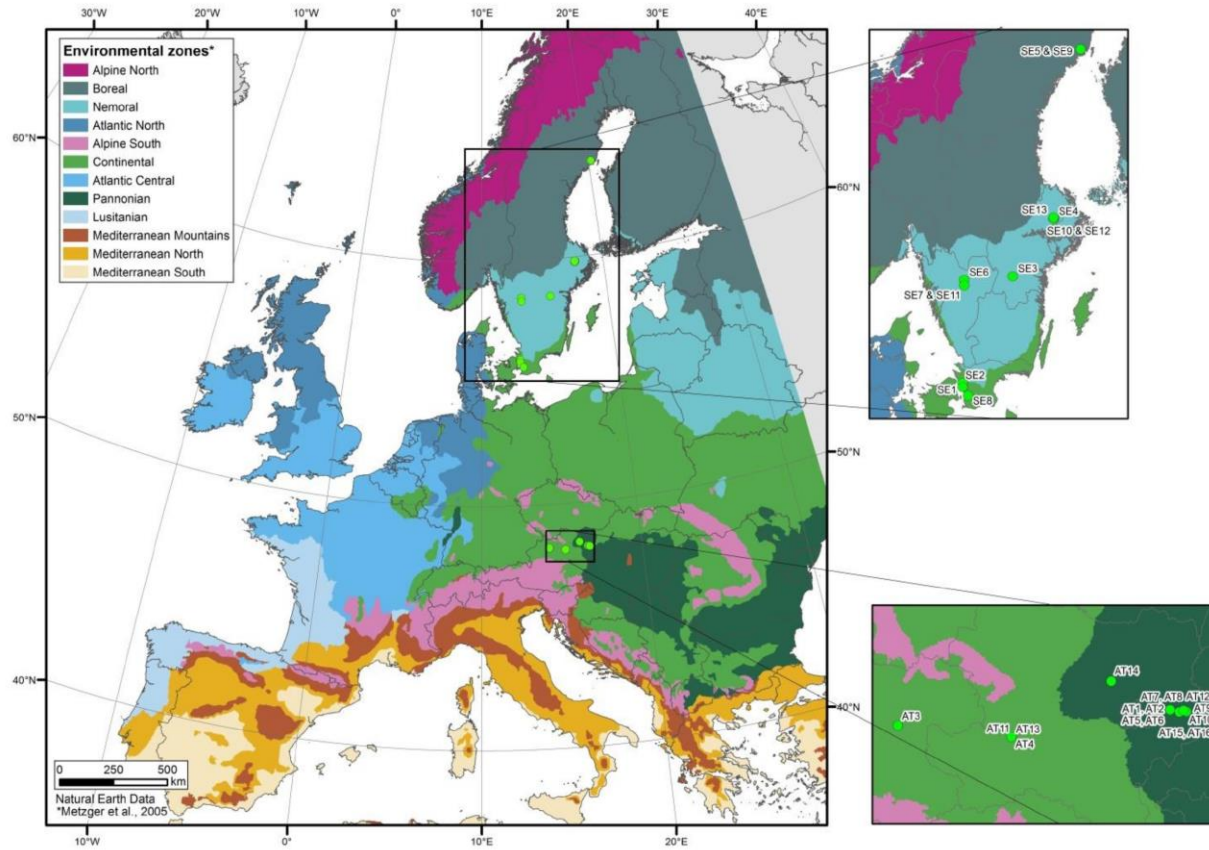 30°W 20°W 10°W 0° 10°E 20°E 30°E 40°E
Environmental zones*
Alpine North
Boreal
Nemoral
Atlantic North
Alpine South
Continental
Atlantic Central
Pannonian
Lusitanian
Mediterranean Mountains
Mediterranean North
Mediterranean South
60°N
50°N
40°N
60°N
50°N
40°N
0 250 500
km
Natural Earth Data
*Metzger et al., 2005
10°W 0° 10°E 20°E
SE5 & SE9
SE13 SE4
SE10 & SE12
SE6 SE3
SE7 & SE11
SE2
SE1
SE8
AT14
AT7, AT8 AT12
AT1, AT2 AT9
AT5, AT6
AT15, AT16
AT3
AT11 AT13
AT4